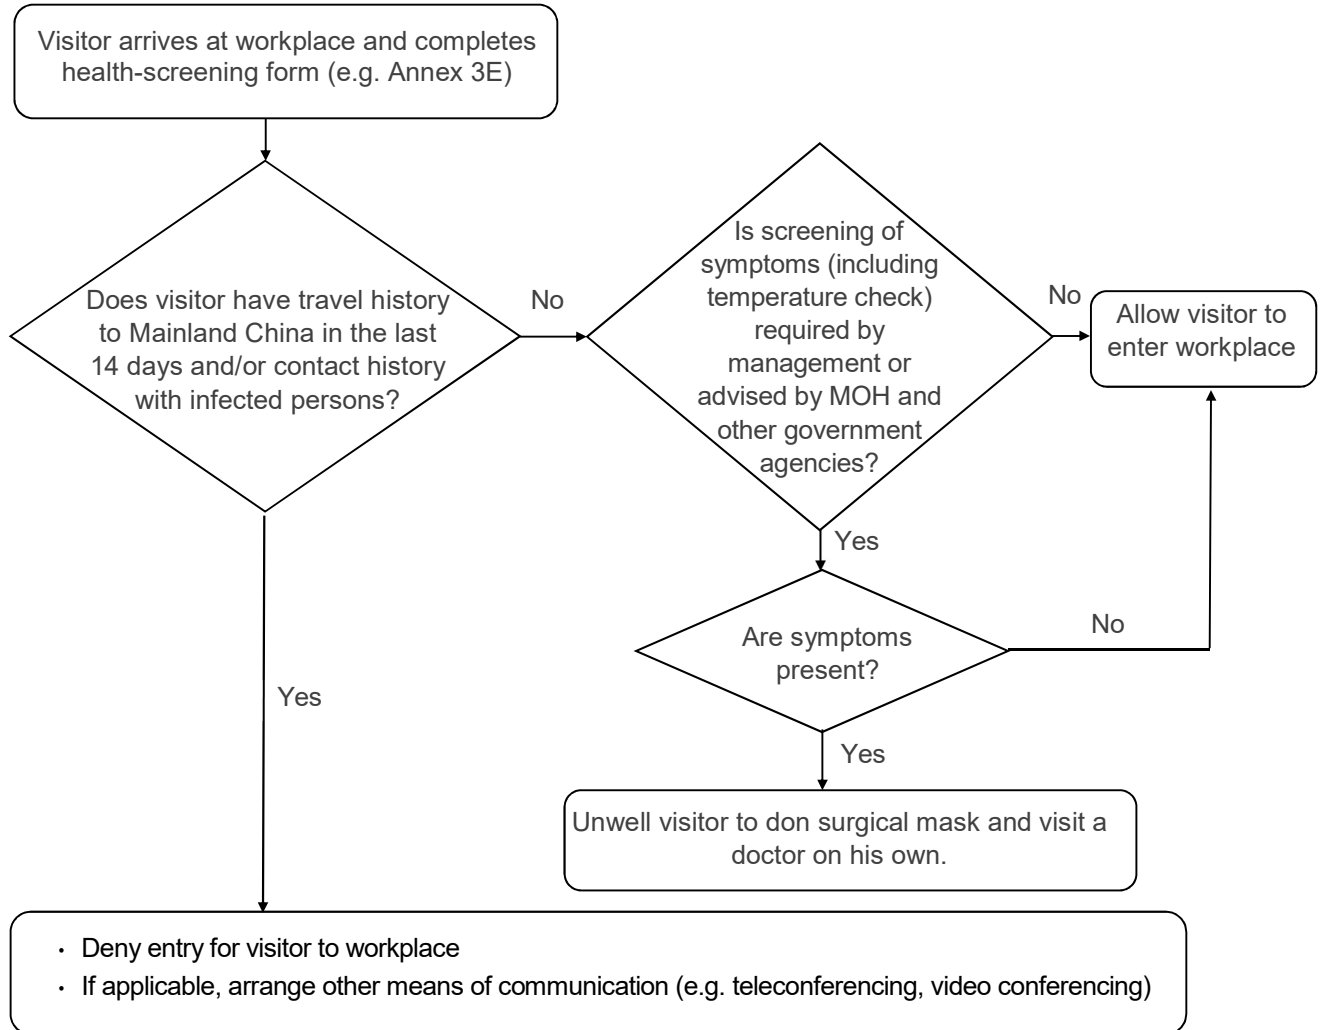 Visitor arrives at workplace and completes
health-screening form (e.g. Annex 3E)
Does visitor have travel history
to Mainland China in the last
14 days and/or contact history
with infected persons?
No
Is screening of
symptoms (including
temperature check)
required by
management or
advised by MOH and
other government
agencies?
No
Allow visitor to
enter workplace
Yes
Are symptoms
present?
No
Yes
Unwell visitor to don surgical mask and visit a
doctor on his own.
Yes
· Deny entry for visitor to workplace
· If applicable, arrange other means of communication (e.g. teleconferencing, video conferencing)